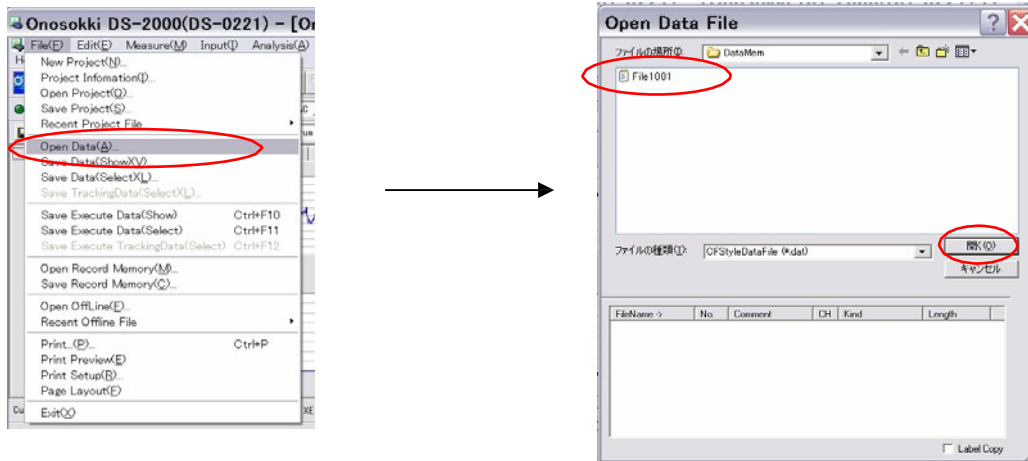 Onosokki DS-2000(DS-0221) - [On
File(F) Edit(E) Measure(M) Input(I) Analysis(A)
New Project(N)...
Project Infomation(I)...
Open Project(O)...
Save Project(S)...
Recent Project File
Open Data(A)...
Save Data(Show)(V)...
Save Data(Select)(L)...
Save TrackingData(Select)(L)...
Save Execute Data(Show) Ctrl+F10
Save Execute Data(Select) Ctrl+F11
Save Execute TrackingData(Select) Ctrl+F12
Open Record Memory(M)...
Save Record Memory(C)...
Open OffLine(F)...
Recent Offline File
Print...(P)... Ctrl+P
Print Preview(E)
Print Setup(R)...
Page Layout(F)
Exit(X)
Cu
XE
Open Data File
ファイルの場所(I): DataMem
File1001
ファイルの種類(T): CFStyleDataFile (*.dat) 開く(O)
キャンセル
FileName -> No. Comment CH Kind Length
Label Copy